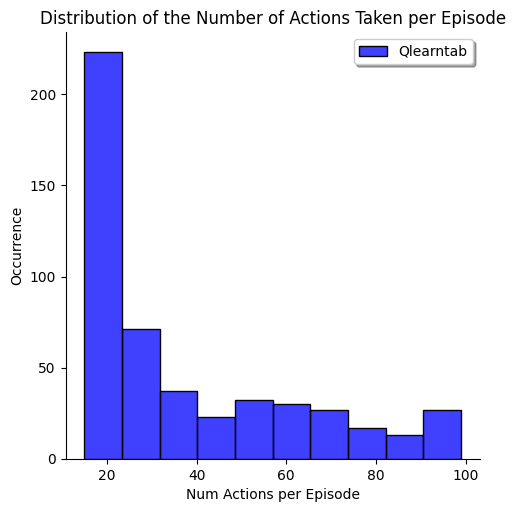 Distribution of the Number of Actions Taken per Episode
Qlearntab
Occurrence
200
150
100
50
0
20 40 60 80 100
Num Actions per Episode